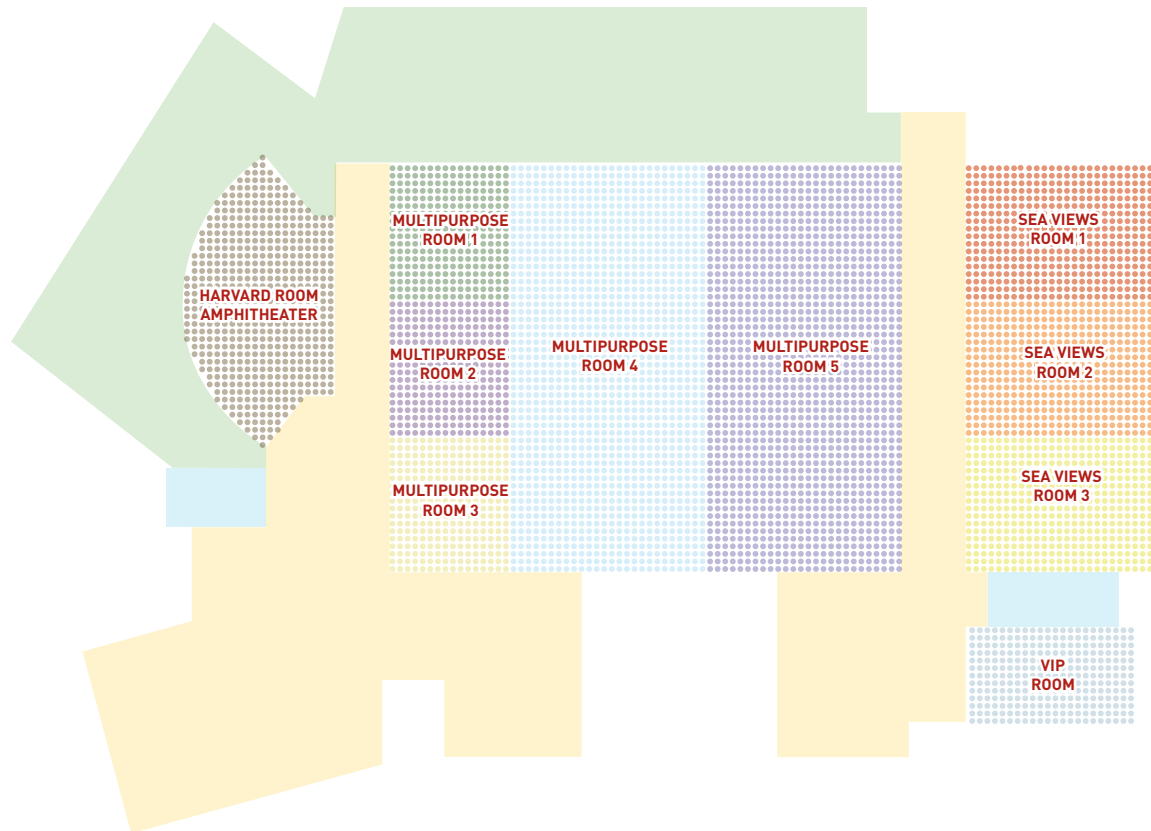 MULTIPURPOSE
ROOM 1
SEA VIEWS
ROOM 1
HARVARD ROOM
AMPHITHEATER
MULTIPURPOSE
ROOM 2
MULTIPURPOSE
ROOM 4
MULTIPURPOSE
ROOM 5
SEA VIEWS
ROOM 2
MULTIPURPOSE
ROOM 3
SEA VIEWS
ROOM 3
VIP
ROOM